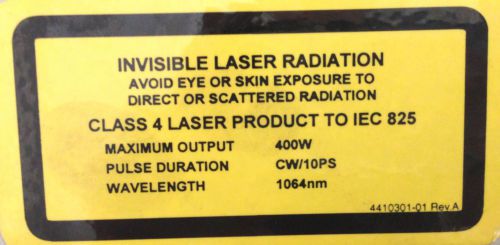 INVISIBLE LASER RADIATION
AVOID EYE OR SKIN EXPOSURE TO
DIRECT OR SCATTERED RADIATION
CLASS 4 LASER PRODUCT TO IEC 825
MAXIMUM OUTPUT 400W
PULSE DURATION CW/10PS
WAVELENGTH 1064nm
4410301-01 Rev.A